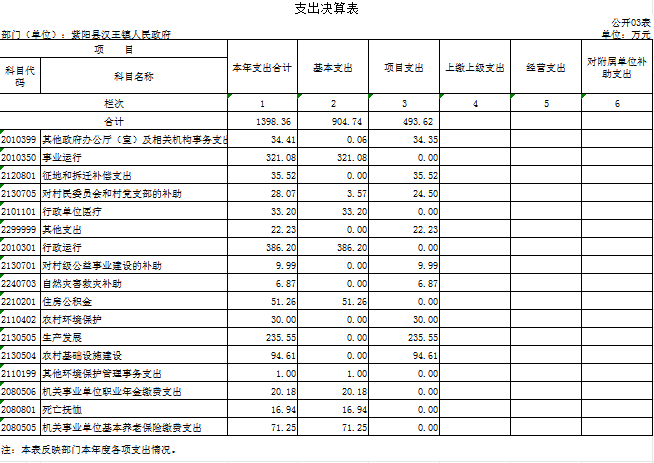 支出决算表
公开03表
部门（单位）：紫阳县汉王镇人民政府 单位：万元
项 目 本年支出合计 基本支出 项目支出 上缴上级支出 经营支出 对附属单位补助支出
科目代码 科目名称
栏次 1 2 3 4 5 6
合计 1398.36 904.74 493.62
2010399 其他政府办公厅（室）及相关机构事务支出 34.41 0.06 34.35
2010350 事业运行 321.08 321.08 0.00
2120801 征地和拆迁补偿支出 35.52 0.00 35.52
2130705 对村民委员会和村党支部的补助 28.07 3.57 24.50
2101101 行政单位医疗 33.20 33.20 0.00
2299999 其他支出 22.23 0.00 22.23
2010301 行政运行 386.20 386.20 0.00
2130701 对村级公益事业建设的补助 9.99 0.00 9.99
2240703 自然灾害救灾补助 6.87 0.00 6.87
2210201 住房公积金 51.26 51.26 0.00
2110402 农村环境保护 30.00 0.00 30.00
2130505 生产发展 235.55 0.00 235.55
2130504 农村基础设施建设 94.61 0.00 94.61
2110199 其他环境保护管理事务支出 1.00 1.00 0.00
2080506 机关事业单位职业年金缴费支出 20.18 20.18 0.00
2080801 死亡抚恤 16.94 16.94 0.00
2080505 机关事业单位基本养老保险缴费支出 71.25 71.25 0.00
注：本表反映部门本年度各项支出情况。